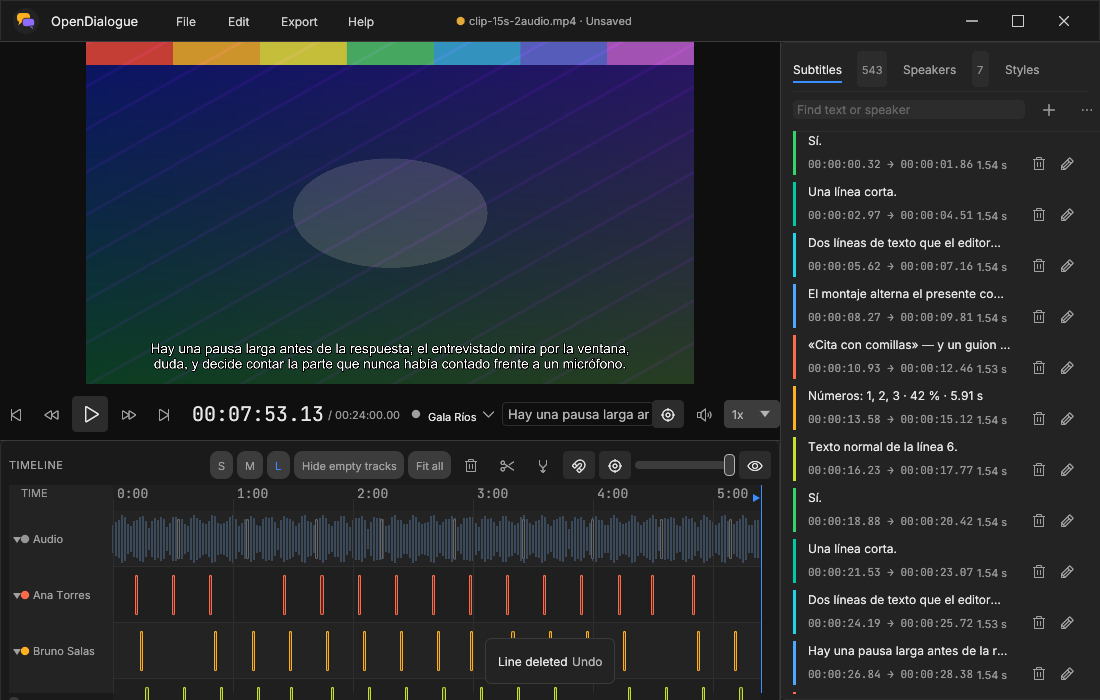 OpenDialogue
File
Edit
Export
Help
clip-15s-2audio.mp4 · Unsaved
Hay una pausa larga antes de la respuesta; el entrevistado mira por la ventana,
duda, y decide contar la parte que nunca había contado frente a un micrófono.
00:07:53.13 / 00:24:00.00
Gala Ríos
Hay una pausa larga ar
1x
TIMELINE
S
M
L
Hide empty tracks
Fit all
TIME
0:00
1:00
2:00
3:00
4:00
5:00
Audio
Ana Torres
Bruno Salas
Line deleted Undo
Subtitles
543
Speakers
7
Styles
Find text or speaker
Sí.
00:00:00.32 → 00:00:01.86 1.54 s
Una línea corta.
00:00:02.97 → 00:00:04.51 1.54 s
Dos líneas de texto que el editor...
00:00:05.62 → 00:00:07.16 1.54 s
El montaje alterna el presente co...
00:00:08.27 → 00:00:09.81 1.54 s
«Cita con comillas» — y un guion ...
00:00:10.93 → 00:00:12.46 1.53 s
Números: 1, 2, 3 · 42 % · 5.91 s
00:00:13.58 → 00:00:15.12 1.54 s
Texto normal de la línea 6.
00:00:16.23 → 00:00:17.77 1.54 s
Sí.
00:00:18.88 → 00:00:20.42 1.54 s
Una línea corta.
00:00:21.53 → 00:00:23.07 1.54 s
Dos líneas de texto que el editor...
00:00:24.19 → 00:00:25.72 1.53 s
Hay una pausa larga antes de la r...
00:00:26.84 → 00:00:28.38 1.54 s